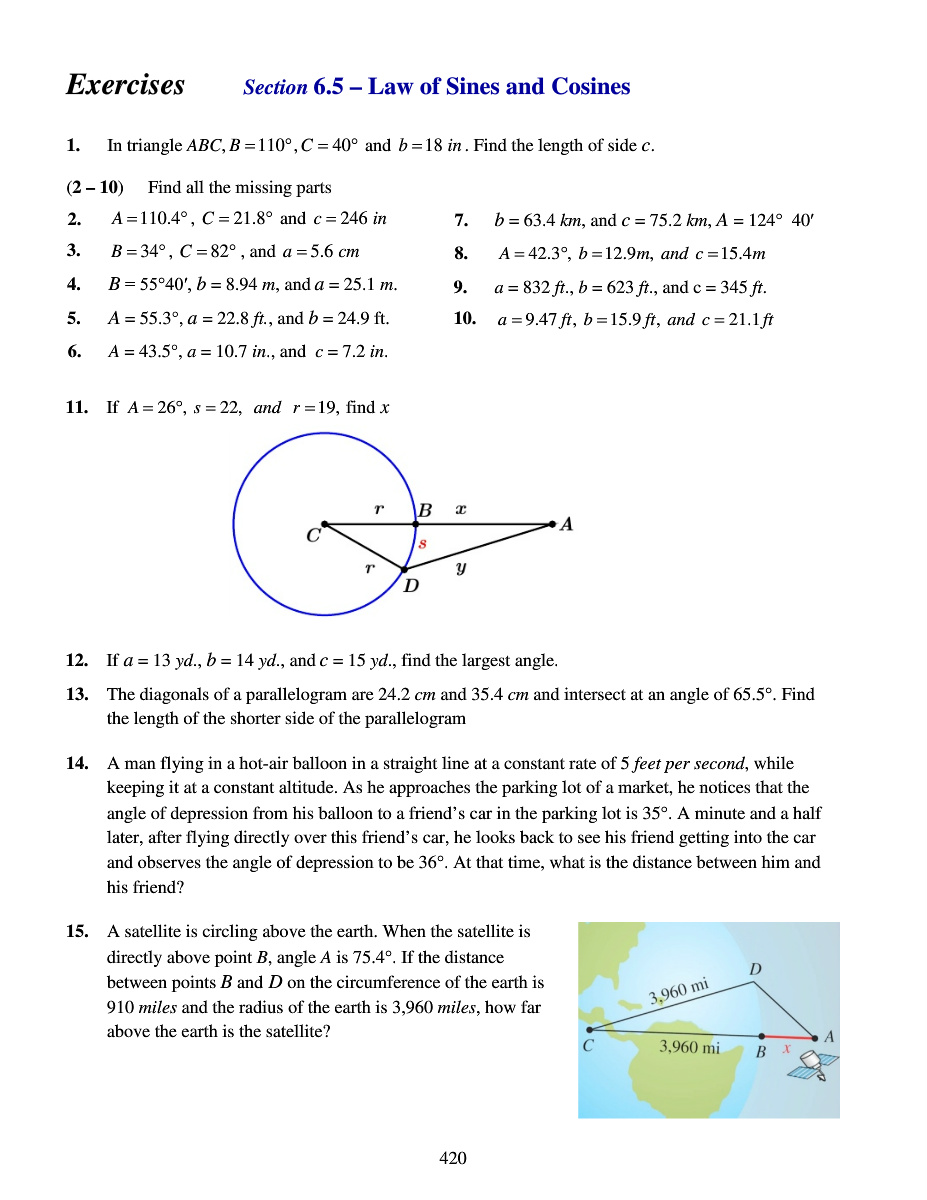 Exercises Section 6.5 – Law of Sines and Cosines
1. In triangle ABC, B = 110°, C = 40° and b = 18 in. Find the length of side c.
(2 – 10) Find all the missing parts
2. A = 110.4°, C = 21.8° and c = 246 in
3. B = 34°, C = 82°, and a = 5.6 cm
4. B = 55°40′, b = 8.94 m, and a = 25.1 m.
5. A = 55.3°, a = 22.8 ft., and b = 24.9 ft.
6. A = 43.5°, a = 10.7 in., and c = 7.2 in.
7. b = 63.4 km, and c = 75.2 km, A = 124° 40′
8. A = 42.3°, b = 12.9m, and c = 15.4m
9. a = 832 ft., b = 623 ft., and c = 345 ft.
10. a = 9.47 ft, b = 15.9 ft, and c = 21.1 ft
11. If A = 26°, s = 22, and r = 19, find x
r B x
C A
s
r y
D
12. If a = 13 yd., b = 14 yd., and c = 15 yd., find the largest angle.
13. The diagonals of a parallelogram are 24.2 cm and 35.4 cm and intersect at an angle of 65.5°. Find
the length of the shorter side of the parallelogram
14. A man flying in a hot-air balloon in a straight line at a constant rate of 5 feet per second, while
keeping it at a constant altitude. As he approaches the parking lot of a market, he notices that the
angle of depression from his balloon to a friend's car in the parking lot is 35°. A minute and a half
later, after flying directly over this friend's car, he looks back to see his friend getting into the car
and observes the angle of depression to be 36°. At that time, what is the distance between him and
his friend?
15. A satellite is circling above the earth. When the satellite is
directly above point B, angle A is 75.4°. If the distance
between points B and D on the circumference of the earth is
910 miles and the radius of the earth is 3,960 miles, how far
above the earth is the satellite?
D
3,960 mi
A
C 3,960 mi B x
420